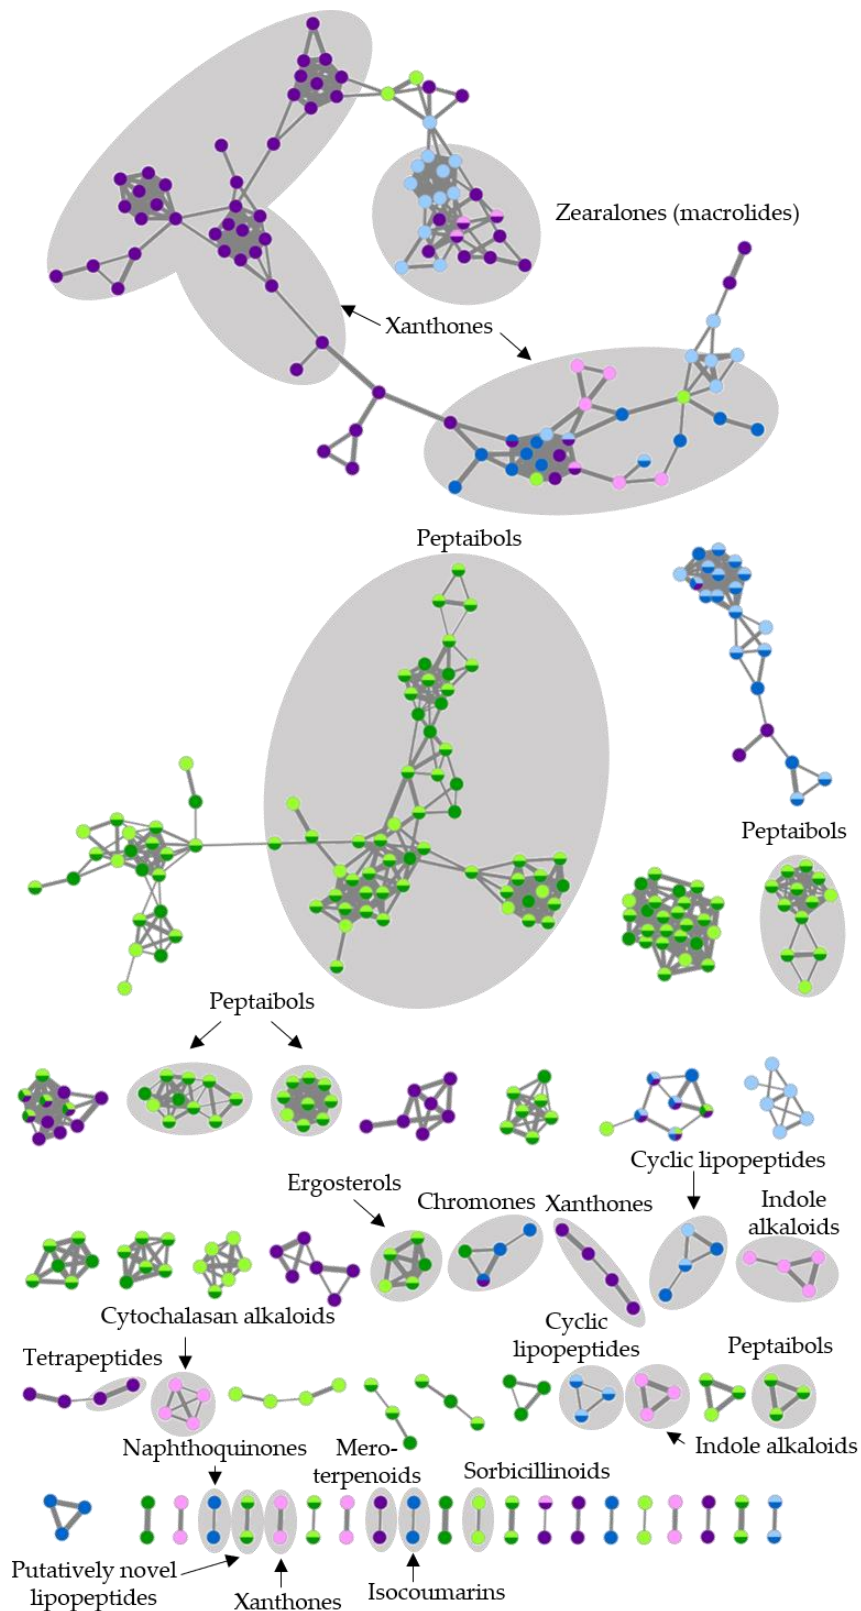 Zearalones (macrolides)
Xanthones
Peptaibols
Peptaibols
Peptaibols
Cyclic lipopeptides
Ergosterols
Chromones
Xanthones
Indole
alkaloids
Cytochalasan alkaloids
Cyclic
lipopeptides
Tetrapeptides
Peptaibols
Naphthoquinones
Mero-
terpenoids
Indole alkaloids
Sorbicillinoids
Putatively novel
lipopeptides
Xanthones
Isocoumarins